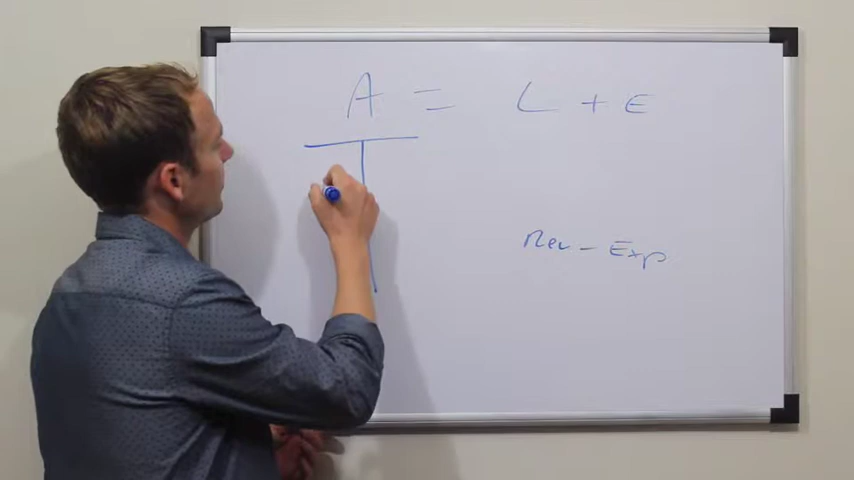 A = L + E
Rev - Exp